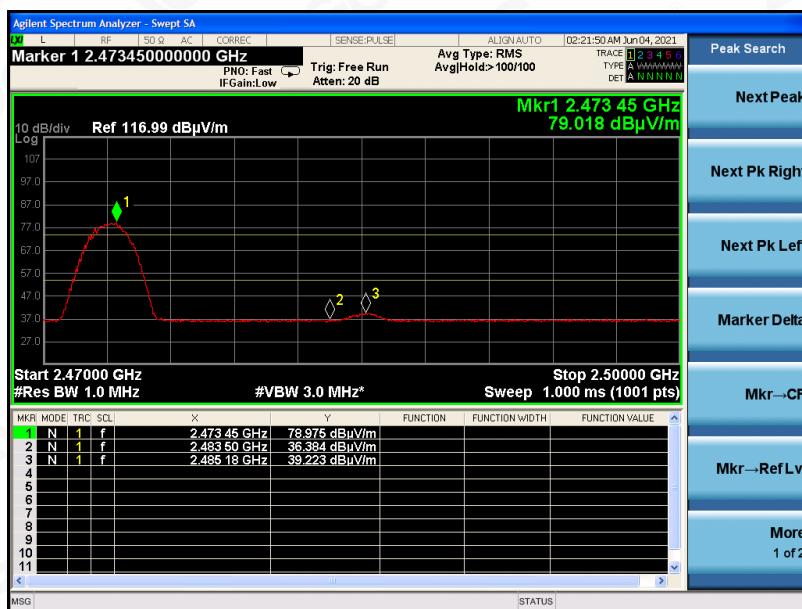 Agilent Spectrum Analyzer - Swept SA
LXI L RF 50 Ω AC CORREC SENSE:PULSE ALIGN AUTO 02:21:50 AM Jun 04, 2021
Marker 1 2.473450000000 GHz
PNO: Fast
IFGain:Low
Trig: Free Run
Atten: 20 dB
Avg Type: RMS
Avg|Hold:>100/100
TRACE 1 2 3 4 5 6
TYPE A WWWWW
DET A N N N N N
Mkr1 2.473 45 GHz
79.018 dBµV/m
10 dB/div Ref 116.99 dBµV/m
Log
107
97.0
87.0
77.0
67.0
57.0
47.0
37.0
27.0
1
2
3
Start 2.47000 GHz
#Res BW 1.0 MHz
#VBW 3.0 MHz*
Stop 2.50000 GHz
Sweep 1.000 ms (1001 pts)
MKR MODE TRC SCL X Y FUNCTION FUNCTION WIDTH FUNCTION VALUE
1 N 1 f 2.473 45 GHz 78.975 dBµV/m
2 N 1 f 2.483 50 GHz 36.384 dBµV/m
3 N 1 f 2.485 18 GHz 39.223 dBµV/m
4
5
6
7
8
9
10
11
MSG STATUS
Peak Search
Next Peak
Next Pk Right
Next Pk Left
Marker Delta
Mkr→CF
Mkr→Ref Lv
More
1 of 2